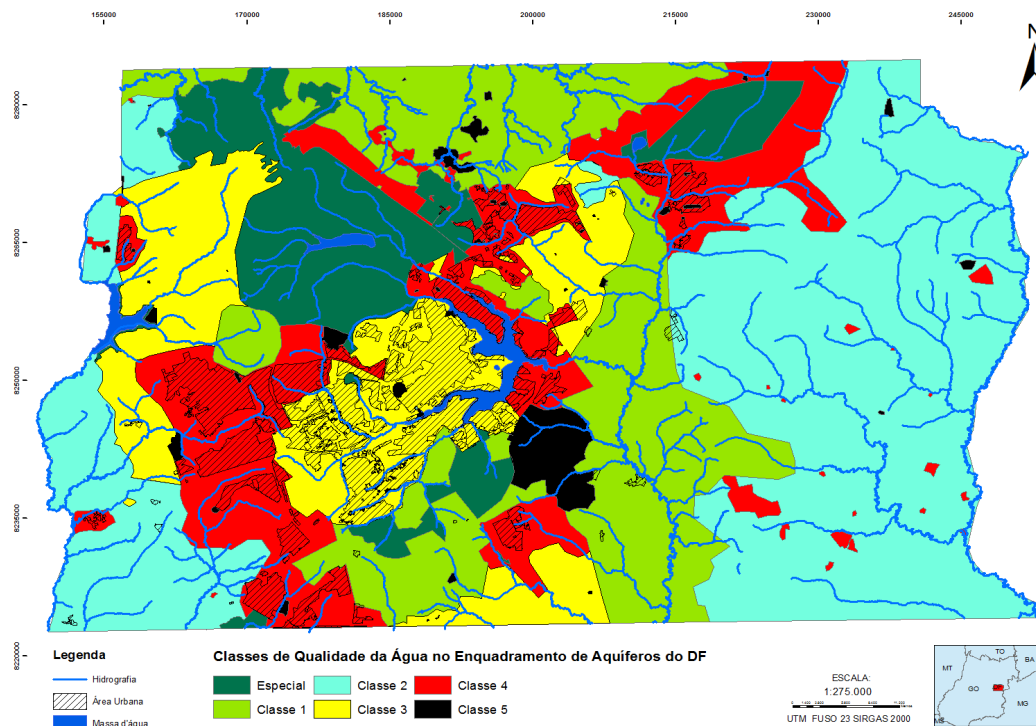 155000 170000 185000 200000 215000 230000 245000
N
8280000
8265000
8250000
8235000
8220000
Legenda
Hidrografia
Área Urbana
Massa d'água
Classes de Qualidade da Água no Enquadramento de Aquíferos do DF
Especial Classe 2 Classe 4
Classe 1 Classe 3 Classe 5
ESCALA:
1:275.000
UTM FUSO 23 SIRGAS 2000
TO
BA
MT
GO
DF
MG
MS